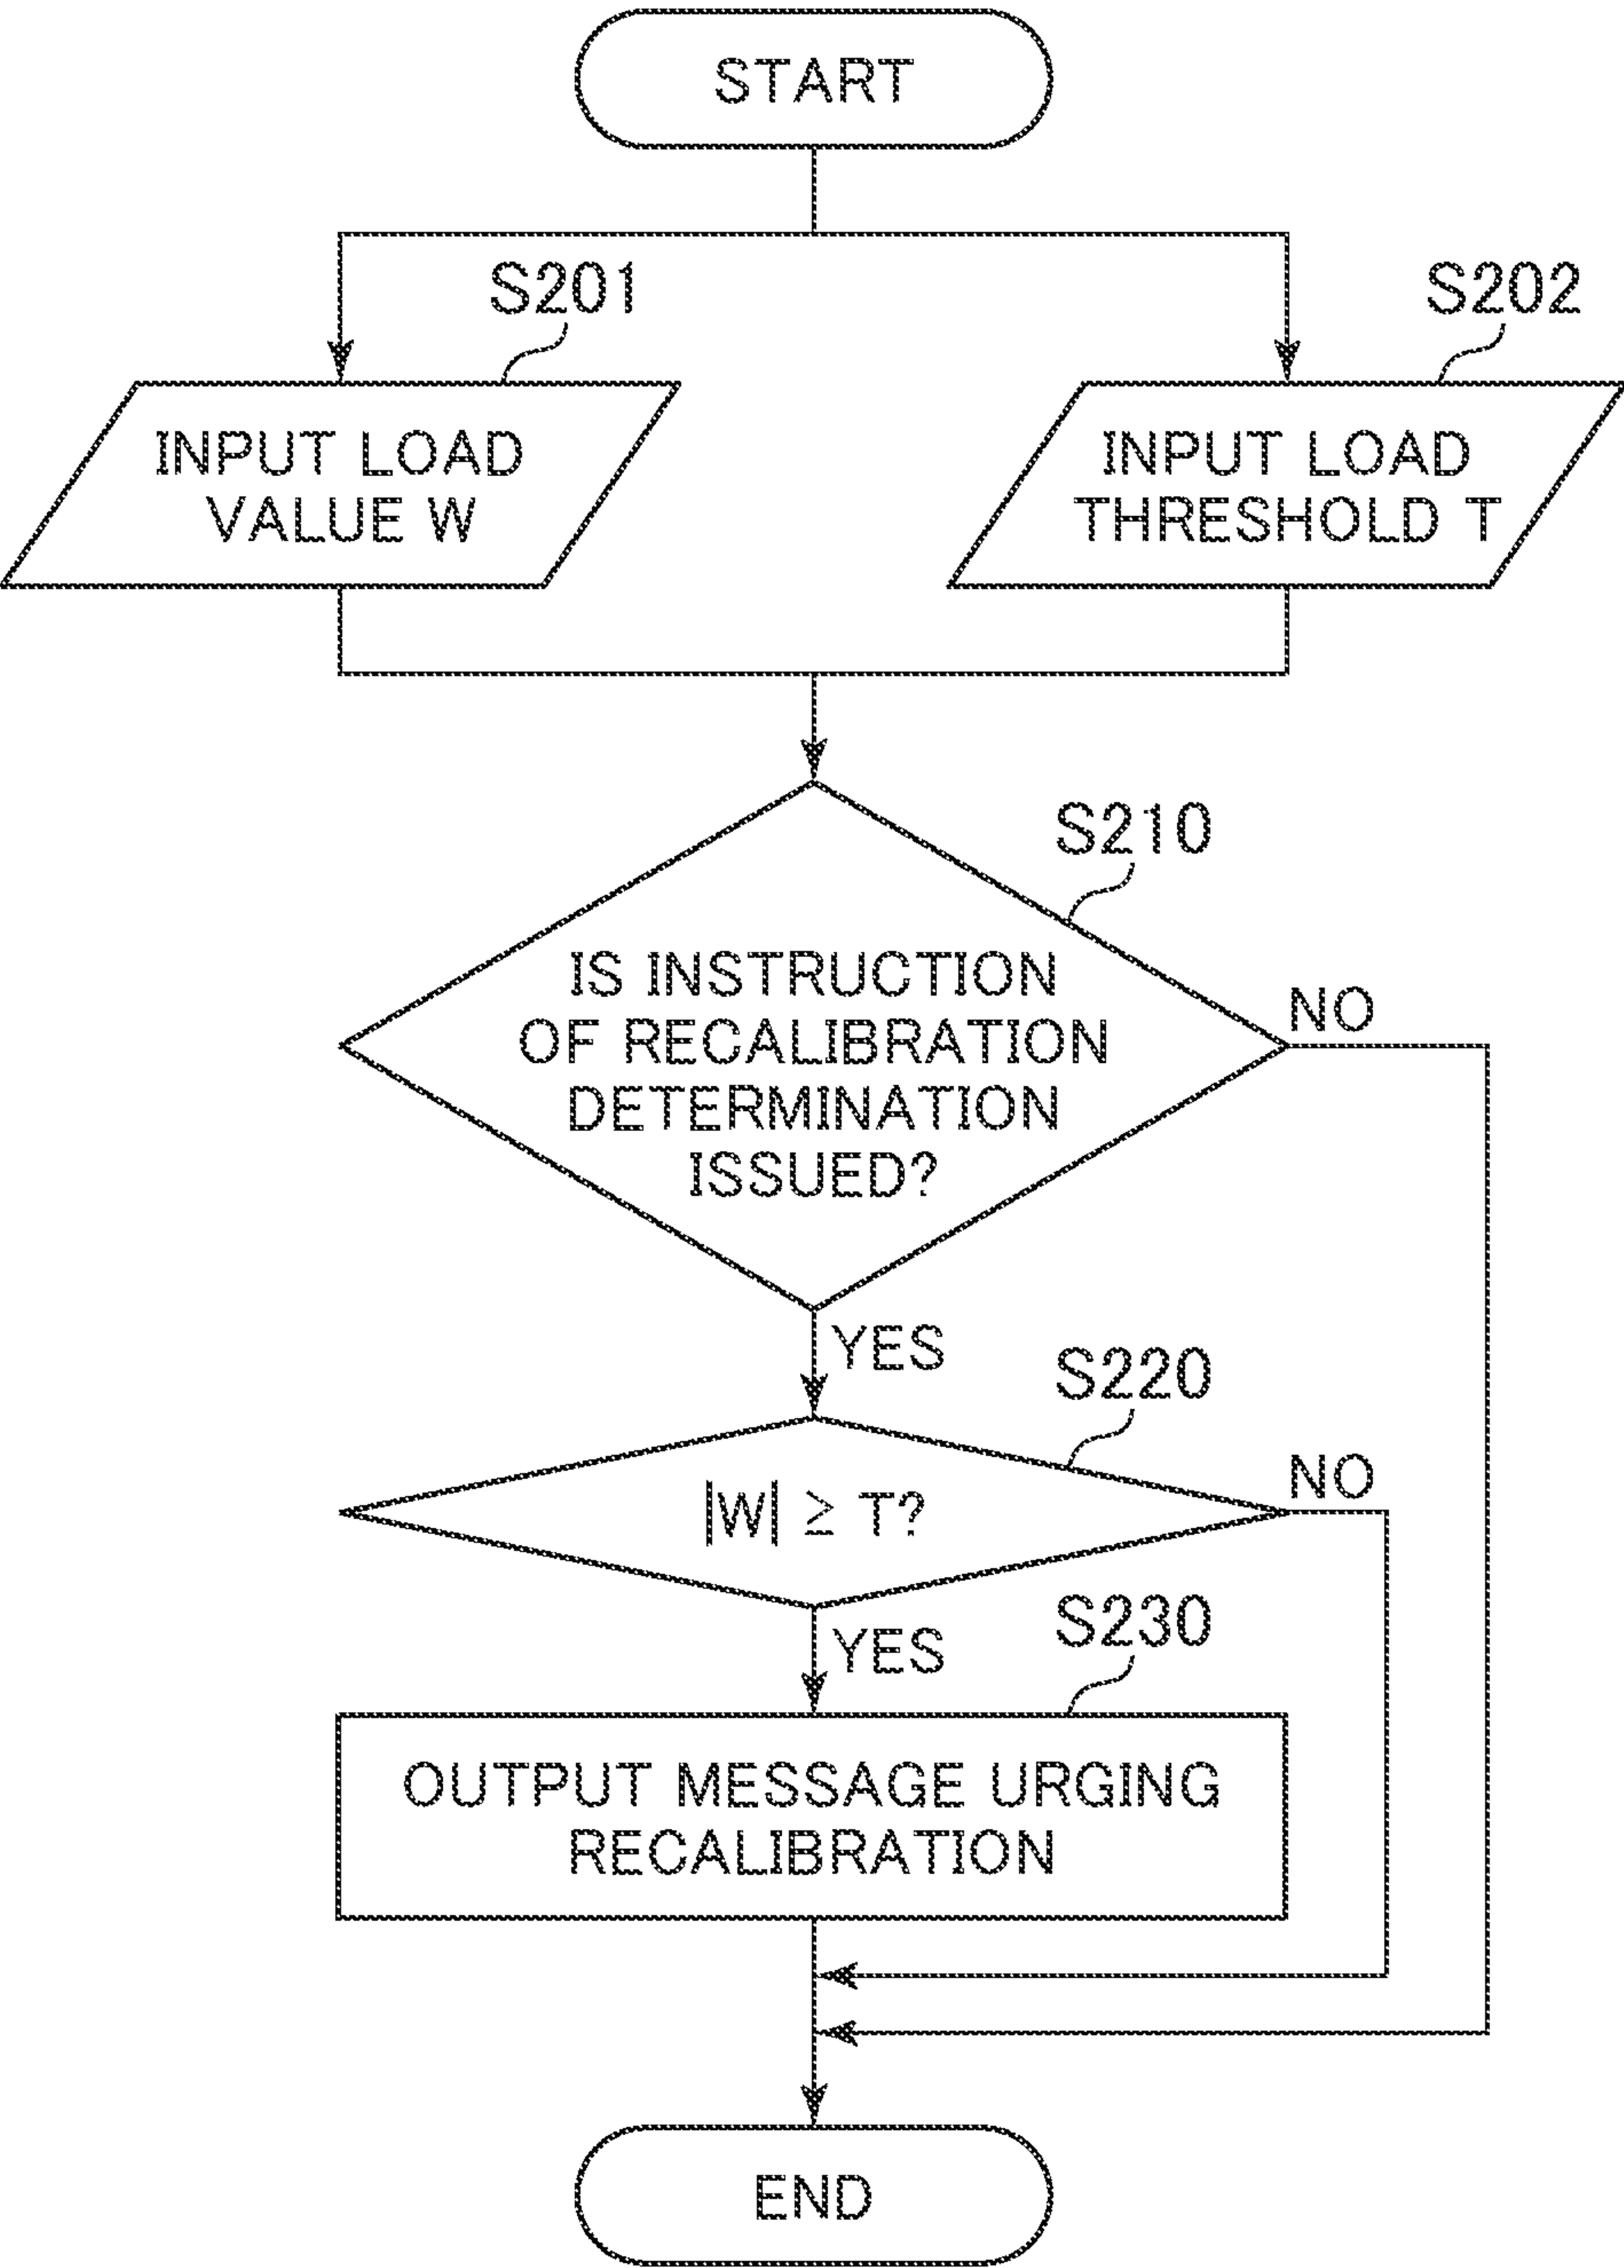 START
S201
S202
INPUT LOAD
VALUE W
INPUT LOAD
THRESHOLD T
S210
IS INSTRUCTION
OF RECALIBRATION
DETERMINATION
ISSUED?
NO
YES
S220
|W| ≥ T?
NO
YES
S230
OUTPUT MESSAGE URGING
RECALIBRATION
END